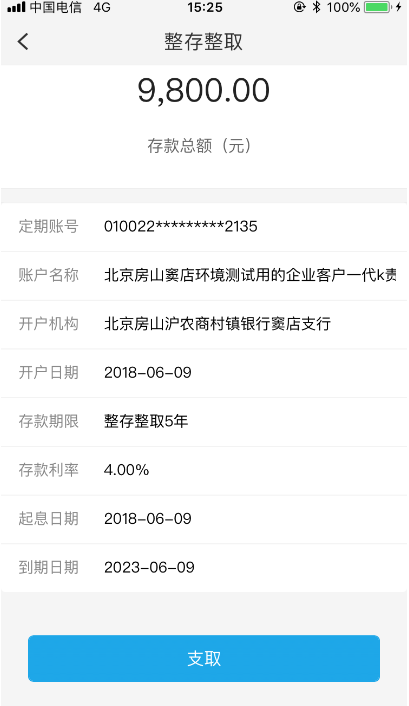 中国电信 4G 15:25 100%
整存整取
9,800.00
存款总额（元）
定期账号 010022*********2135
账户名称 北京房山窦店环境测试用的企业客户一代k
开户机构 北京房山沪农商村镇银行窦店支行
开户日期 2018-06-09
存款期限 整存整取5年
存款利率 4.00%
起息日期 2018-06-09
到期日期 2023-06-09
支取